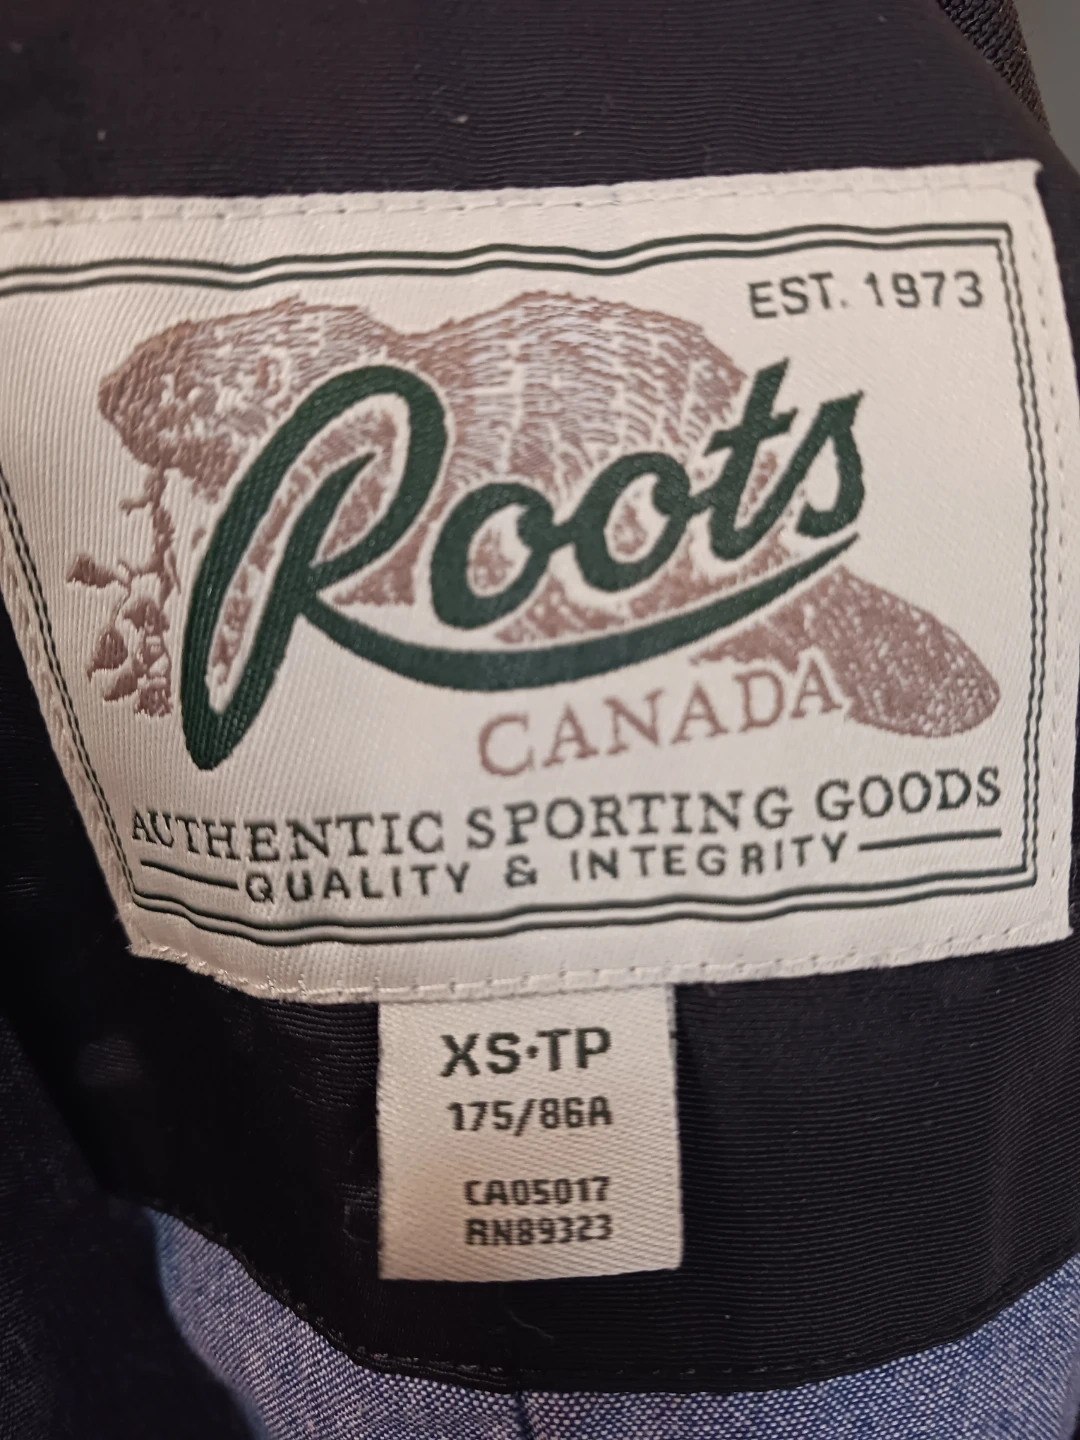 EST. 1973
Roots
CANADA
AUTHENTIC SPORTING GOODS
QUALITY & INTEGRITY
XS·TP
175/86A
CA05017
RN89323